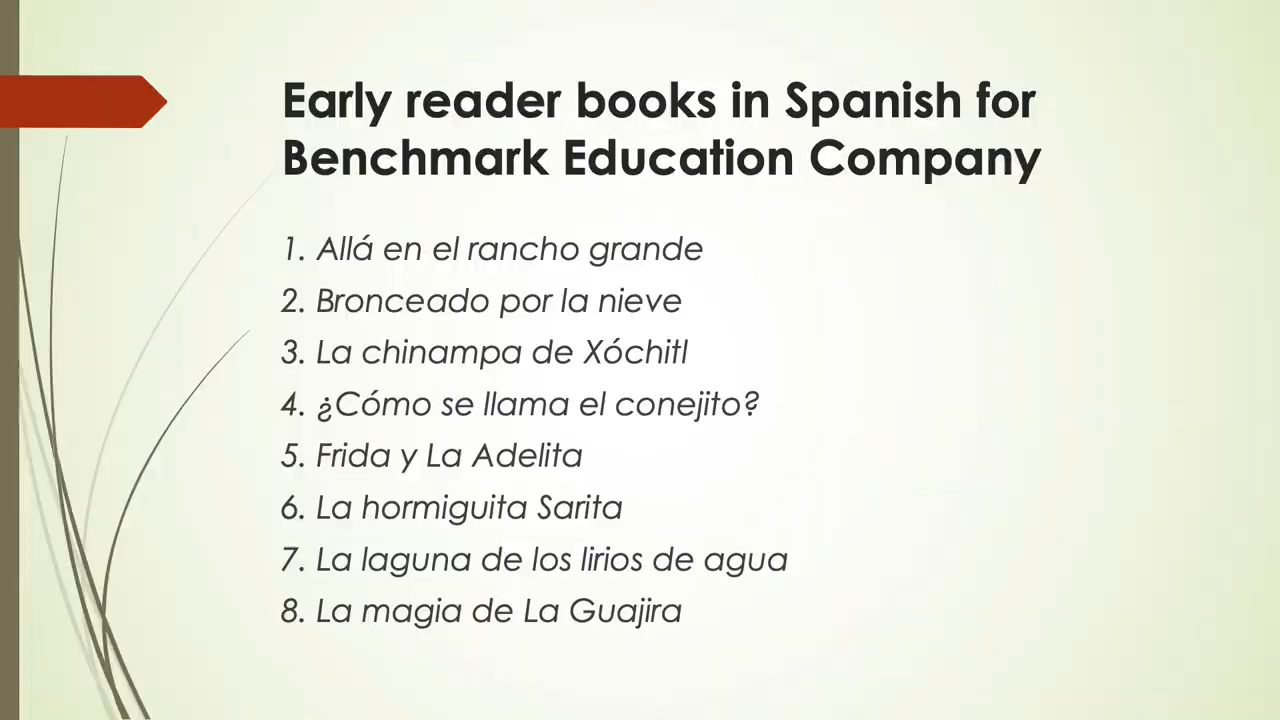 Early reader books in Spanish for
Benchmark Education Company
1. Allá en el rancho grande
2. Bronceado por la nieve
3. La chinampa de Xóchitl
4. ¿Cómo se llama el conejito?
5. Frida y La Adelita
6. La hormiguita Sarita
7. La laguna de los lirios de agua
8. La magia de La Guajira